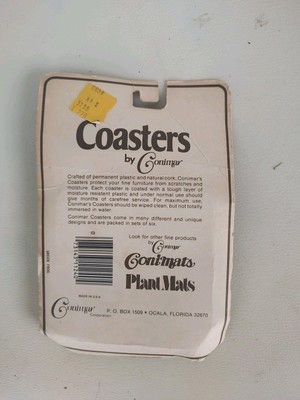 Coasters
by Conimar
Crafted of permanent plastic and natural cork, Conimar's
Coasters protect your fine furniture from scratches and
moisture. Each coaster is coated with a tough layer of
moisture resistent plastic and under normal use should
give months of carefree service. For maximum use,
Conimar's Coasters should be wiped clean, but not totally
immersed in water.
Conimar Coasters come in many different and unique
designs and are packed in sets of six.
Look for other fine products
by Conimar
Coni-mats,
Plant Mats
MADE IN U.S.A.
Conimar
Corporation
P. O. BOX 1509 • OCALA, FLORIDA 32670